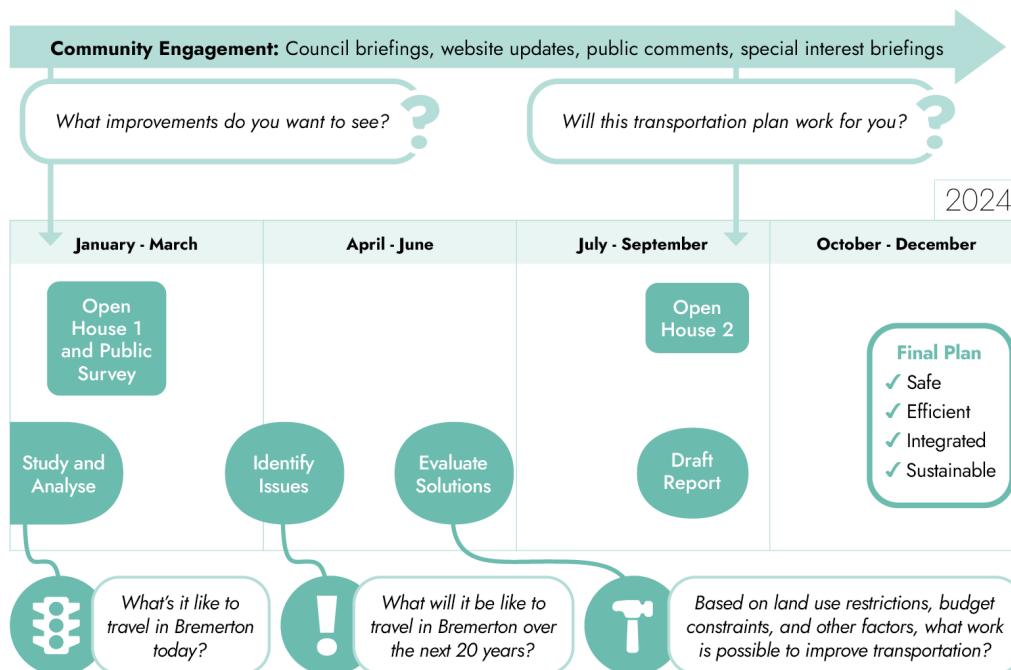 Community Engagement: Council briefings, website updates, public comments, special interest briefings
What improvements do you want to see?
?
Will this transportation plan work for you?
?
2024
January - March
April - June
July - September
October - December
Open
House 1
and Public
Survey
Open
House 2
Final Plan
✓ Safe
✓ Efficient
✓ Integrated
✓ Sustainable
Study and
Analyse
Identify
Issues
Evaluate
Solutions
Draft
Report
What's it like to
travel in Bremerton
today?
!
What will it be like to
travel in Bremerton over
the next 20 years?
Based on land use restrictions, budget
constraints, and other factors, what work
is possible to improve transportation?